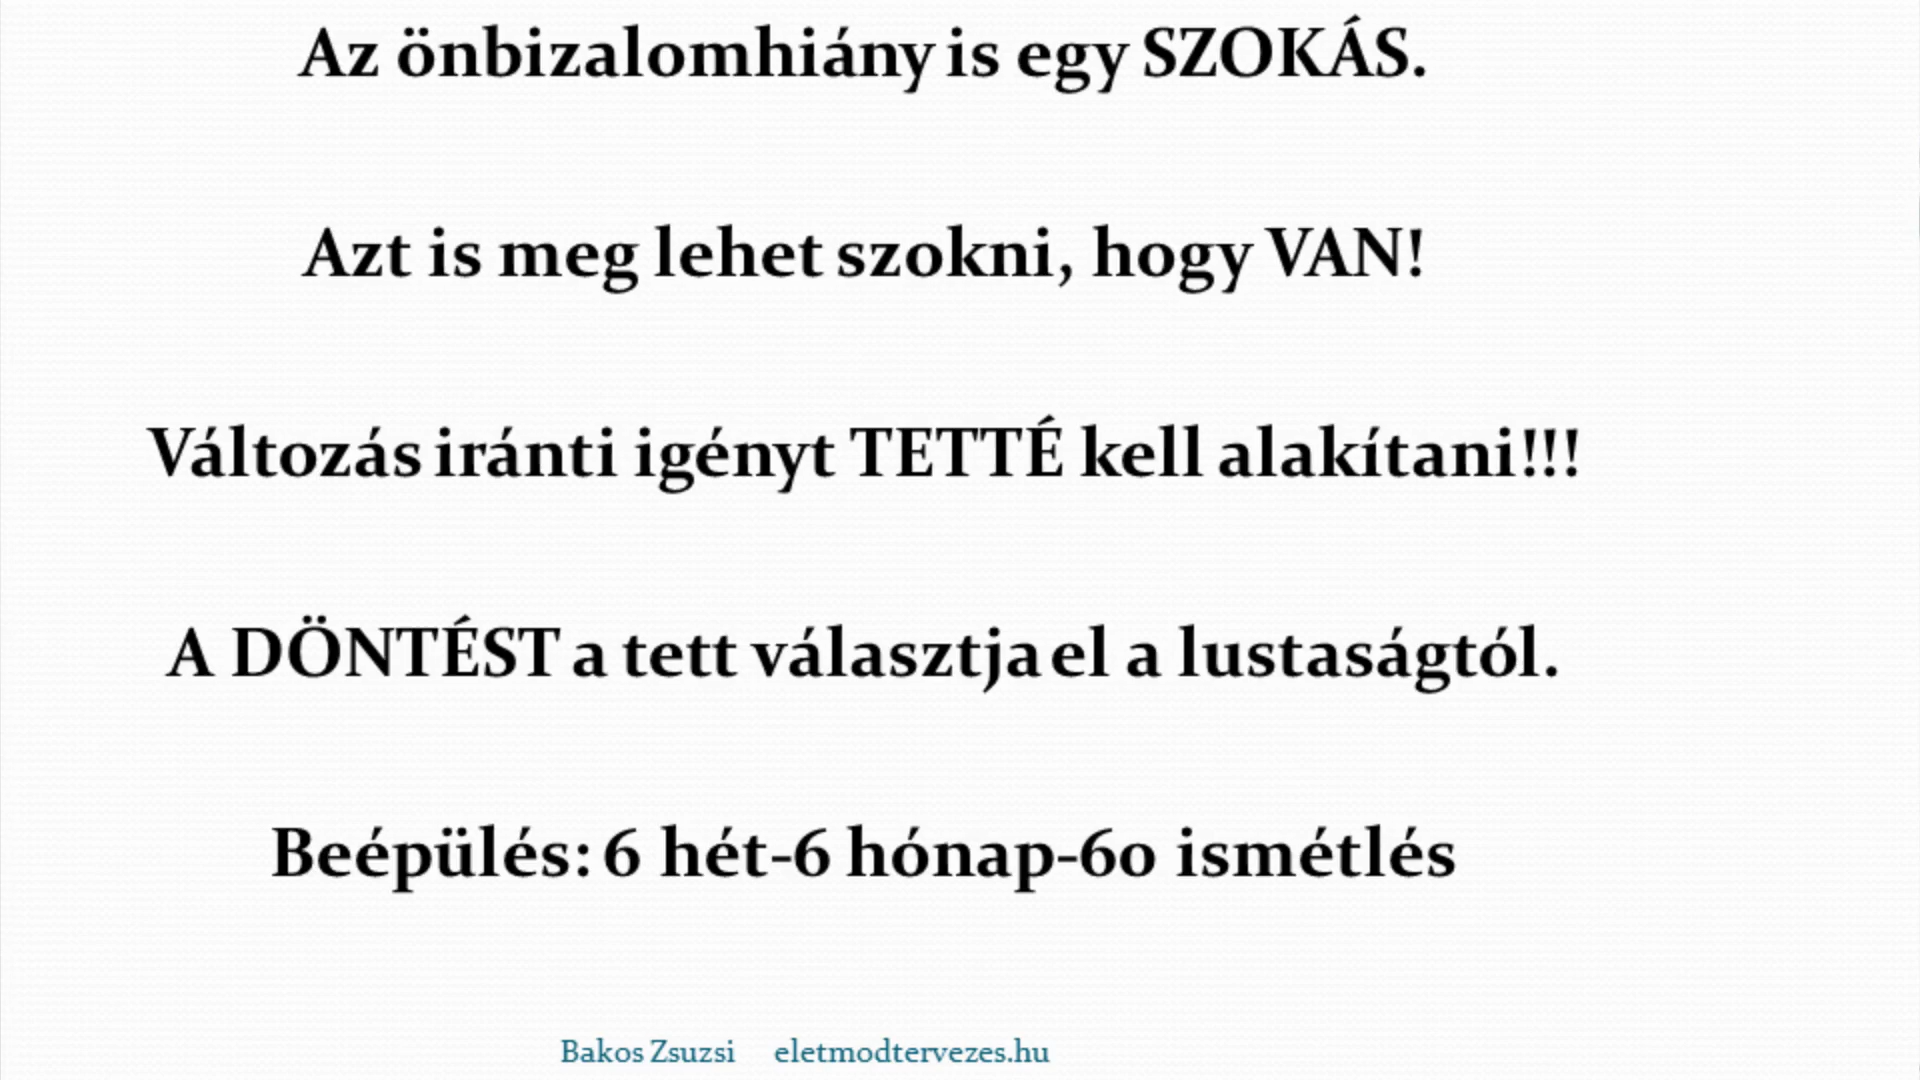 Az önbizalomhiány is egy SZOKÁS.
Azt is meg lehet szokni, hogy VAN!
Változás iránti igényt TETTÉ kell alakítani!!!
A DÖNTÉST a tett választja el a lustaságtól.
Beépülés: 6 hét-6 hónap-60 ismétlés
Bakos Zsuzsi eletmodtervezes.hu